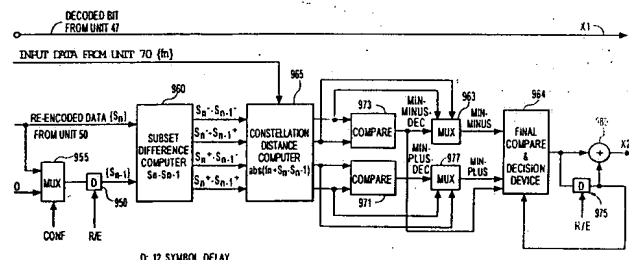 DECODED BIT
FROM UNIT 47
X1
INPUT DATA FROM UNIT 70 {fn}
960
965
964
973
963
MIN-
MINUS-
DEC
MIN-
MINUS
RE-ENCODED DATA {Sn}
FROM UNIT 50
955
MUX
0
D
950
{Sn-1}
CONF
R/E
SUBSET
DIFFERENCE
COMPUTER
Sn-Sn-1
Sn⁻-Sn-1⁻
Sn⁻-Sn-1⁺
Sn⁺-Sn-1⁻
Sn⁺-Sn-1⁺
CONSTELLATION
DISTANCE
COMPUTER
abs(fn+Sn-Sn-1)
COMPARE
MUX
MIN-
PLUS-
DEC
977
MIN-
PLUS
COMPARE
971
MUX
FINAL
COMPARE &
DECISION
DEVICE
+
X2
D
975
R/E
D: 12 SYMBOL DELAY